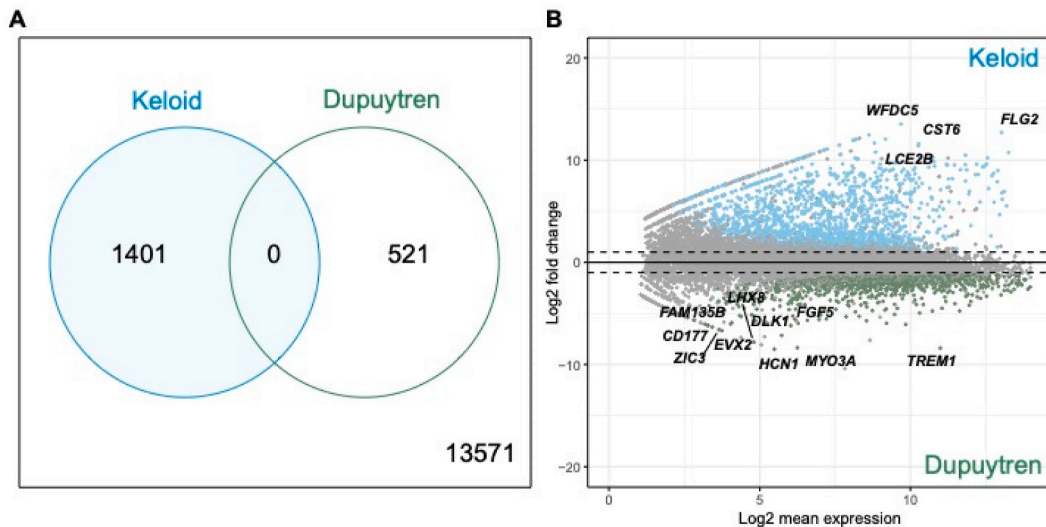 A
Keloid
Dupuytren
1401
0
521
13571
B
Keloid
20
10
0
−10
−20
Log2 fold change
WFDC5
CST6
FLG2
LCE2B
LHX8
FAM135B
FGF5
DLK1
CD177
EVX2
ZIC3
HCN1
MYO3A
TREM1
Dupuytren
0
5
10
Log2 mean expression